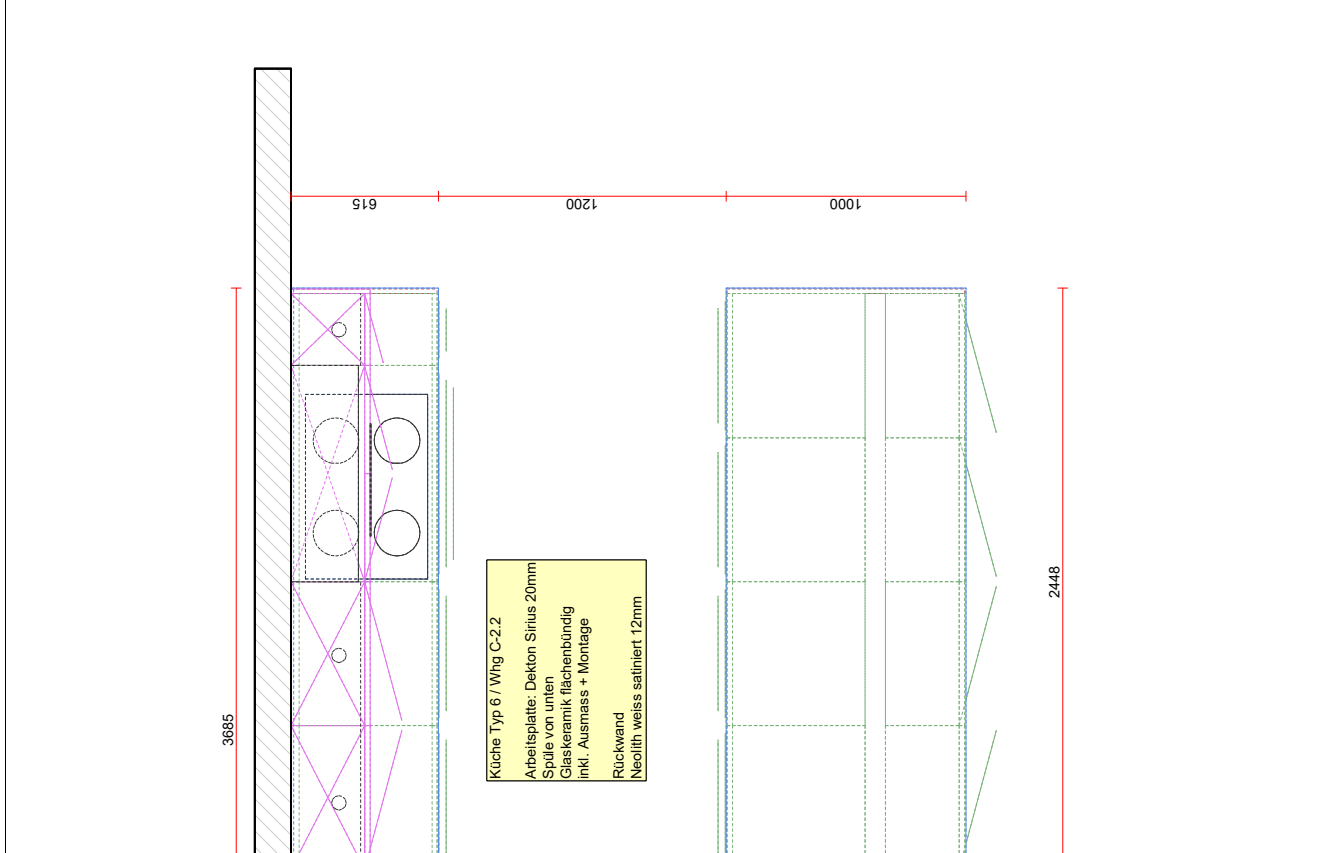 615
1200
1000
2448
3685
Küche Typ 6 / Whg C-2.2
Arbeitsplatte: Dekton Sirius 20mm
Spüle von unten
Glaskeramik flächenbündig
inkl. Ausmass + Montage
Rückwand
Neolith weiss satiniert 12mm